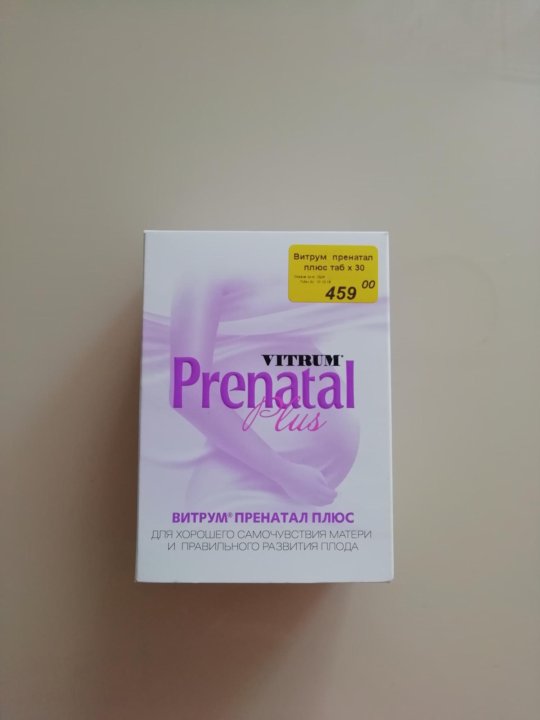 Витрум пренатал
плюс таб х 30
459 00
VITRUM®
Prenatal
Plus
ВИТРУМ® ПРЕНАТАЛ ПЛЮС
ДЛЯ ХОРОШЕГО САМОЧУВСТВИЯ МАТЕРИ
И ПРАВИЛЬНОГО РАЗВИТИЯ ПЛОДА